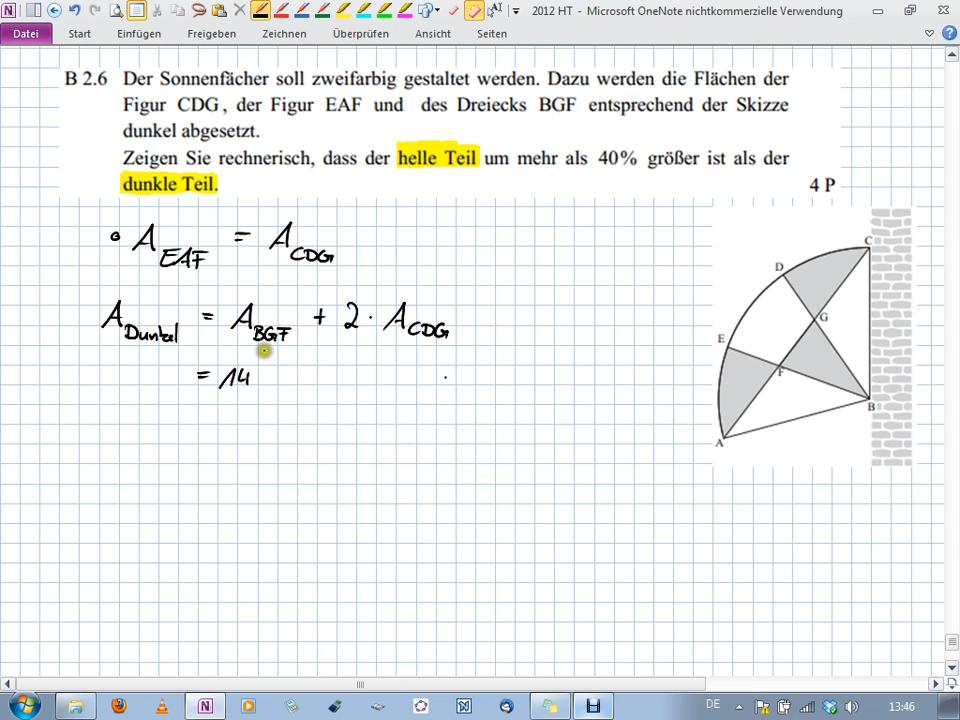 2012 HT - Microsoft OneNote nichtkommerzielle Verwendung
Datei Start Einfügen Freigeben Zeichnen Überprüfen Ansicht Seiten
B 2.6 Der Sonnenfächer soll zweifarbig gestaltet werden. Dazu werden die Flächen der
Figur CDG, der Figur EAF und des Dreiecks BGF entsprechend der Skizze
dunkel abgesetzt.
Zeigen Sie rechnerisch, dass der helle Teil um mehr als 40% größer ist als der
dunkle Teil.
4 P
• A_EAF = A_CDG
A_Dunkel = A_BGF + 2 · A_CDG
= 14
C
D
G
E
F
B
A
DE 13:46